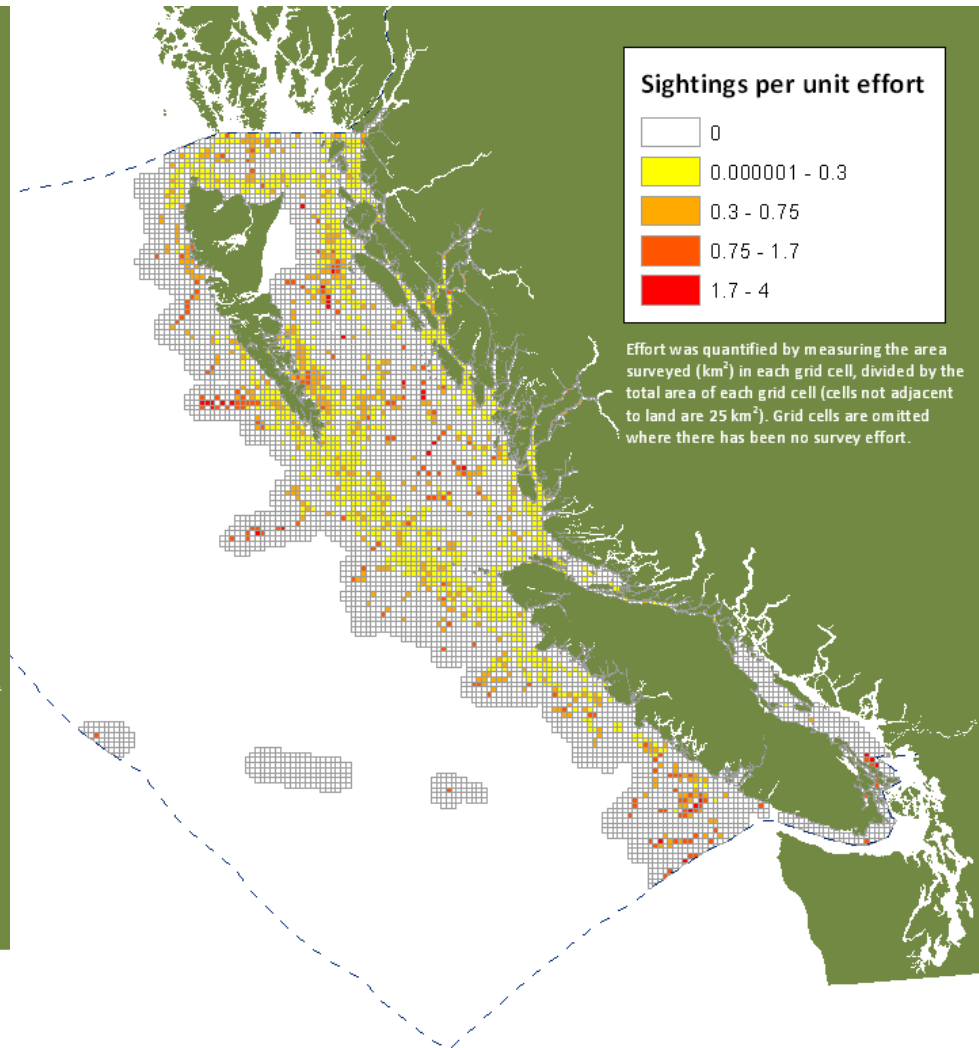 Sightings per unit effort
0
0.000001 - 0.3
0.3 - 0.75
0.75 - 1.7
1.7 - 4
Effort was quantified by measuring the area
surveyed (km²) in each grid cell, divided by the
total area of each grid cell (cells not adjacent
to land are 25 km²). Grid cells are omitted
where there has been no survey effort.